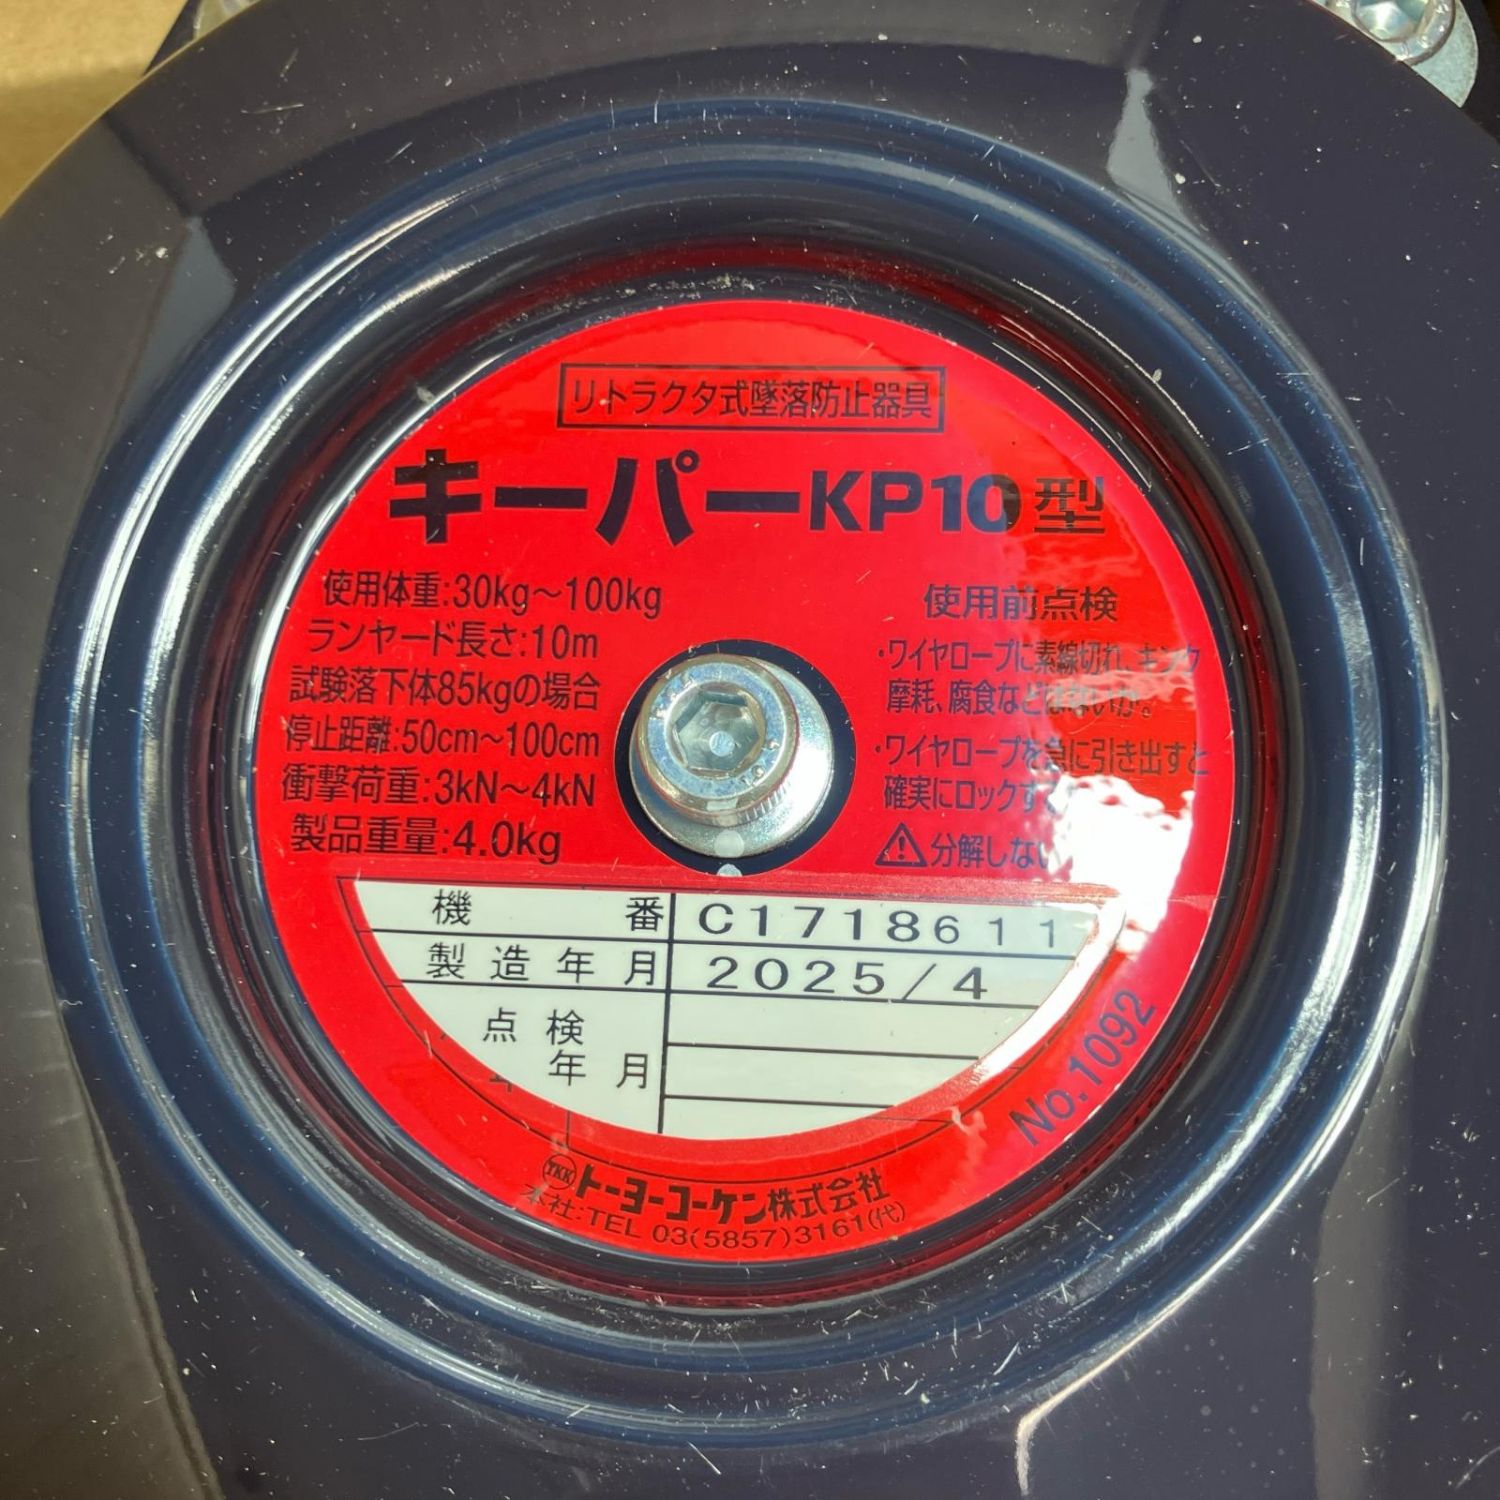 リトラクタ式墜落防止器具
キーパーKP10型
使用体重:30kg〜100kg
ランヤード長さ:10m
試験落下体85kgの場合
停止距離:50cm〜100cm
衝撃荷重:3kN〜4kN
製品重量:4.0kg
使用前点検
・ワイヤロープに素線切れ、キンク
摩耗、腐食などはないか。
・ワイヤロープを急に引き出すと
確実にロックす
⚠分解しない
機番 C1718611
製造年月 2025/4
点検
年月
No.1092
YKK トーヨーコーケン株式会社
本社:TEL 03(5857)3161(代)